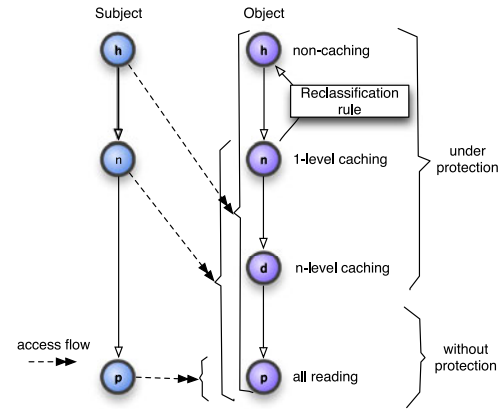 Subject
Object
h
h
non-caching
Reclassification
rule
n
n
1-level caching
under
protection
d
n-level caching
access flow
without
protection
p
p
all reading